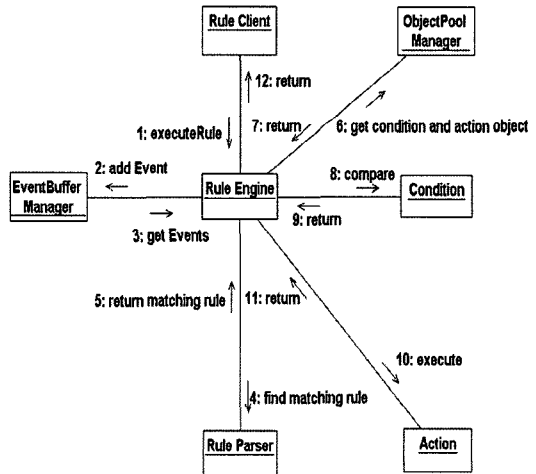 Rule Client
ObjectPool
Manager
12: return
1: executeRule
7: return
6: get condition and action object
2: add Event
8: compare
EventBuffer
Manager
Rule Engine
Condition
3: get Events
9: return
5: return matching rule
11: return
10: execute
4: find matching rule
Rule Parser
Action